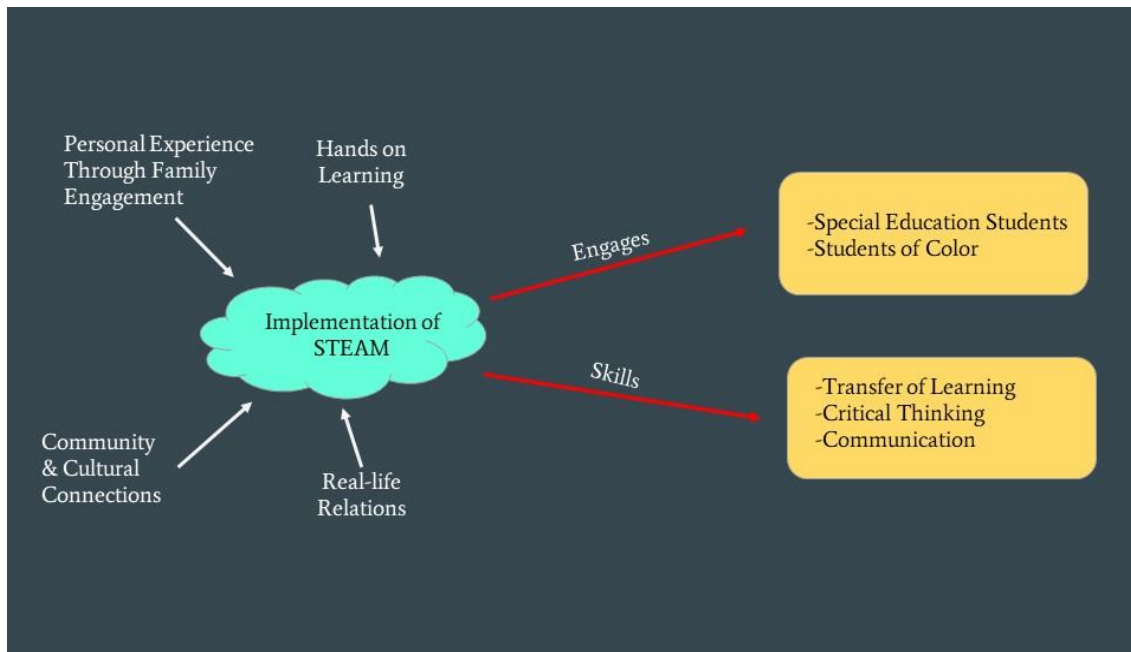 Personal Experience
Through Family
Engagement
Hands on
Learning
Engages
-Special Education Students
-Students of Color
Implementation of
STEAM
Skills
-Transfer of Learning
-Critical Thinking
-Communication
Community
& Cultural
Connections
Real-life
Relations